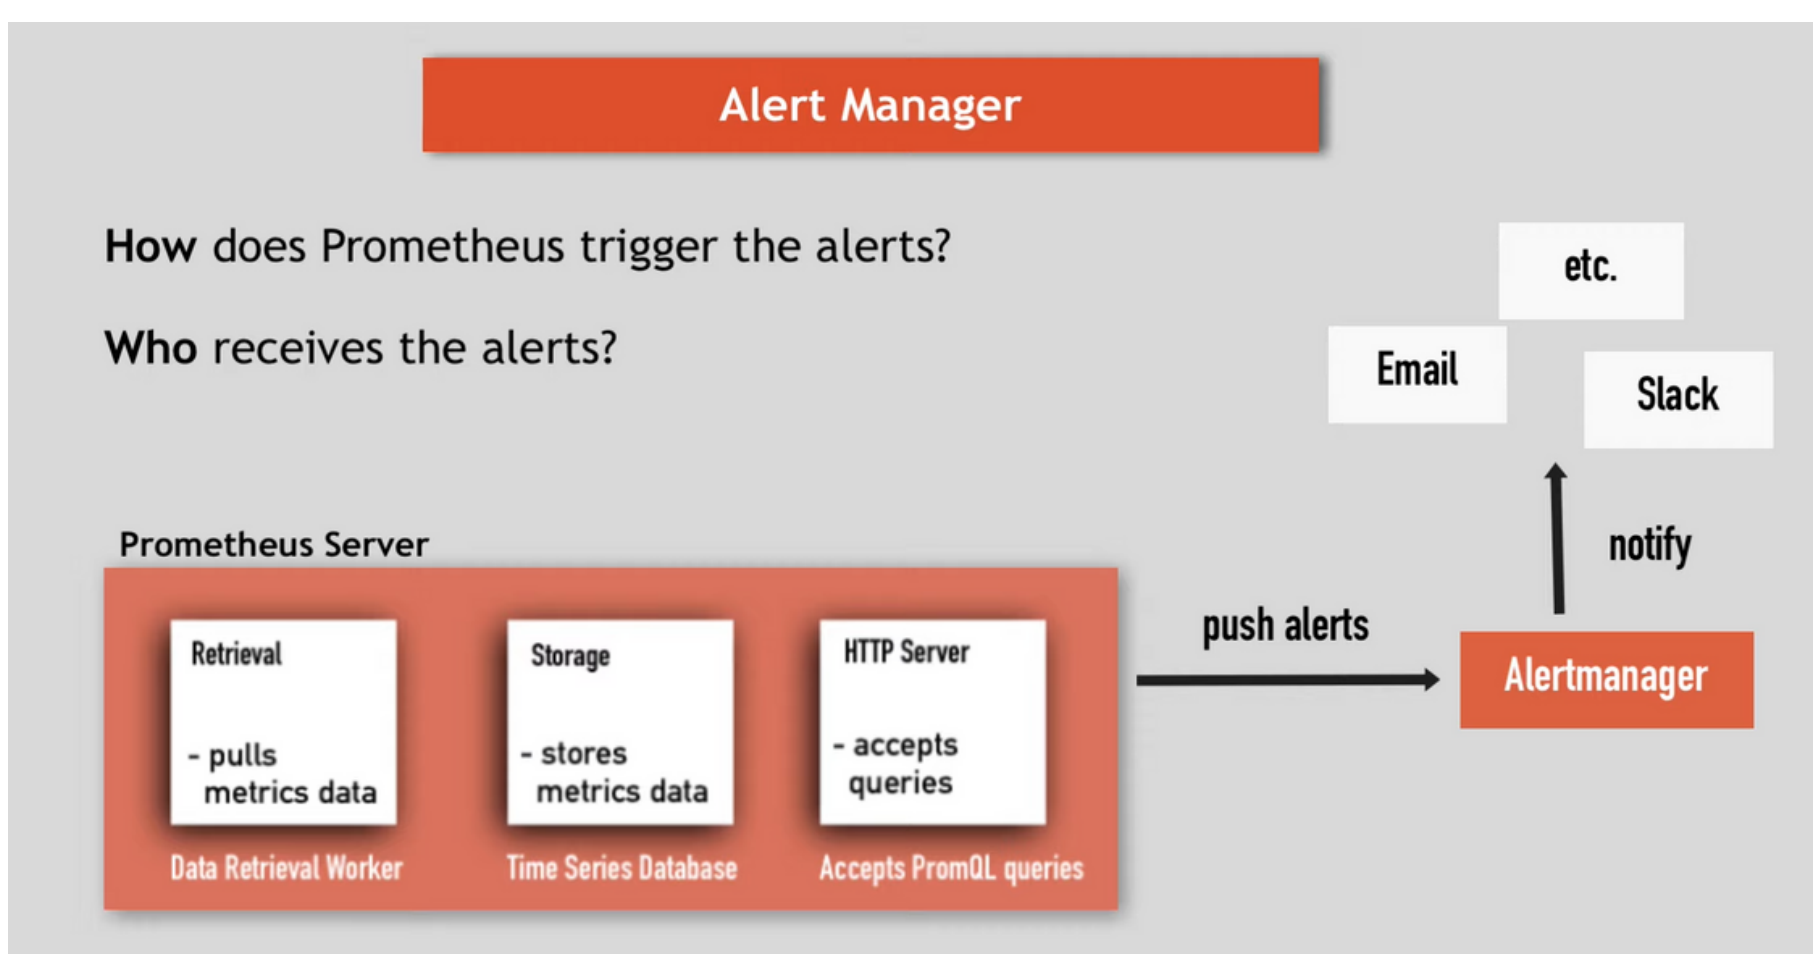 Alert Manager
How does Prometheus trigger the alerts?
Who receives the alerts?
etc.
Email
Slack
notify
Prometheus Server
Retrieval
- pulls
metrics data
Data Retrieval Worker
Storage
- stores
metrics data
Time Series Database
HTTP Server
- accepts
queries
Accepts PromQL queries
push alerts
Alertmanager